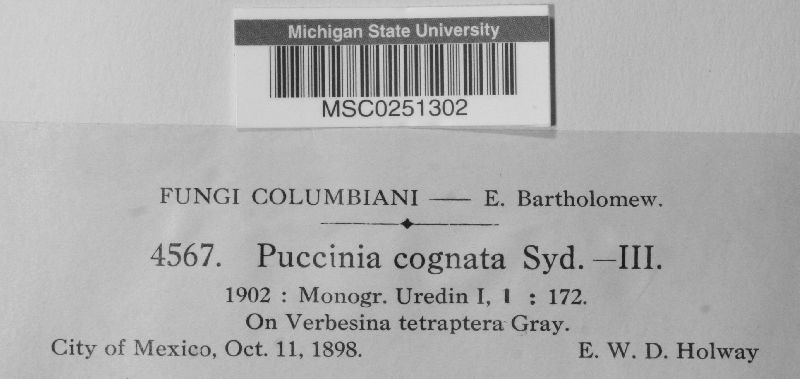 Michigan State University
MSC0251302
FUNGI COLUMBIANI — E. Bartholomew.
4567. Puccinia cognata Syd. —III.
1902 : Monogr. Uredin I, I : 172.
On Verbesina tetraptera Gray.
City of Mexico, Oct. 11, 1898. E. W. D. Holway